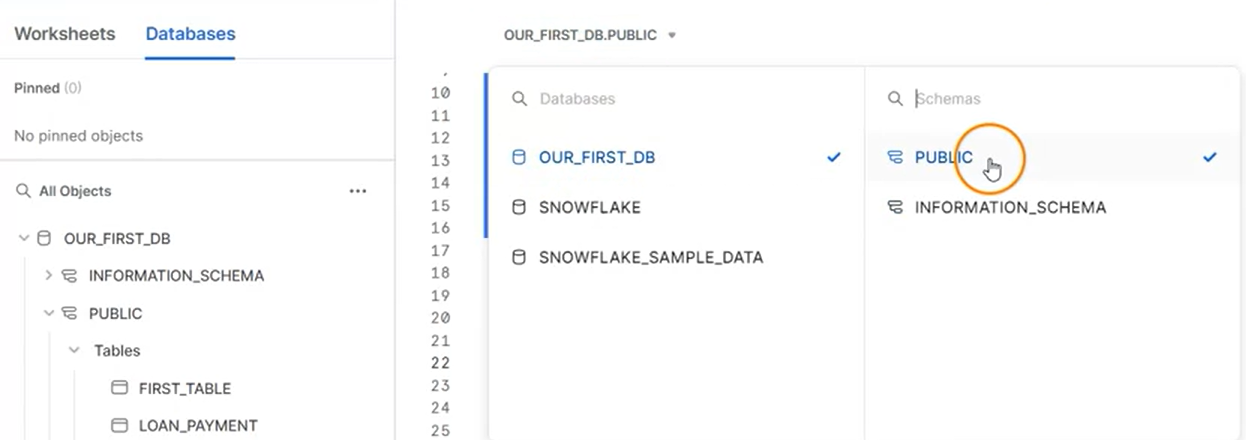 Worksheets Databases
Pinned (0)
No pinned objects
All Objects
OUR_FIRST_DB
INFORMATION_SCHEMA
PUBLIC
Tables
FIRST_TABLE
LOAN_PAYMENT
OUR_FIRST_DB.PUBLIC
10
11
12
13
14
15
16
17
18
19
20
21
22
23
24
25
Databases
OUR_FIRST_DB
SNOWFLAKE
SNOWFLAKE_SAMPLE_DATA
Schemas
PUBLIC
INFORMATION_SCHEMA